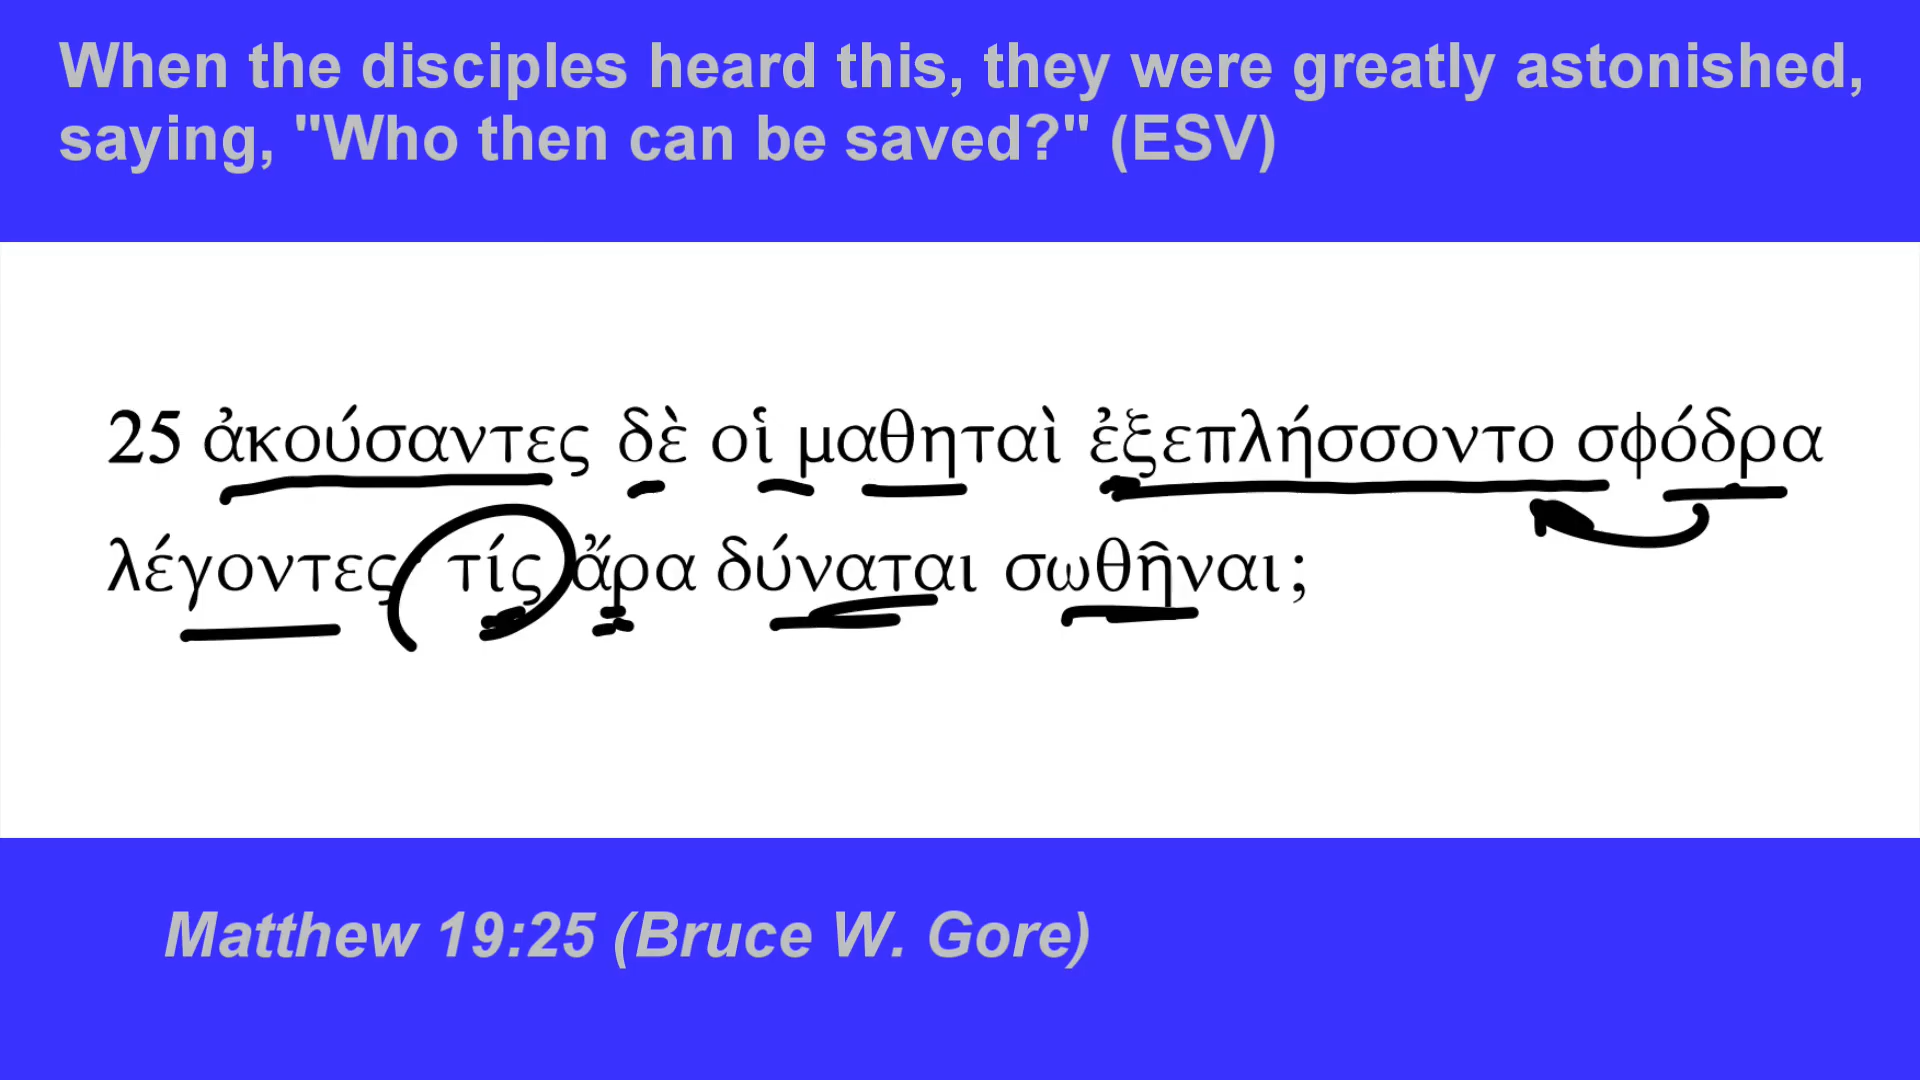 When the disciples heard this, they were greatly astonished,
saying, "Who then can be saved?" (ESV)
25 ἀκούσαντες δὲ οἱ μαθηταὶ ἐξεπλήσσοντο σφόδρα
λέγοντες· τίς ἄρα δύναται σωθῆναι;
Matthew 19:25 (Bruce W. Gore)